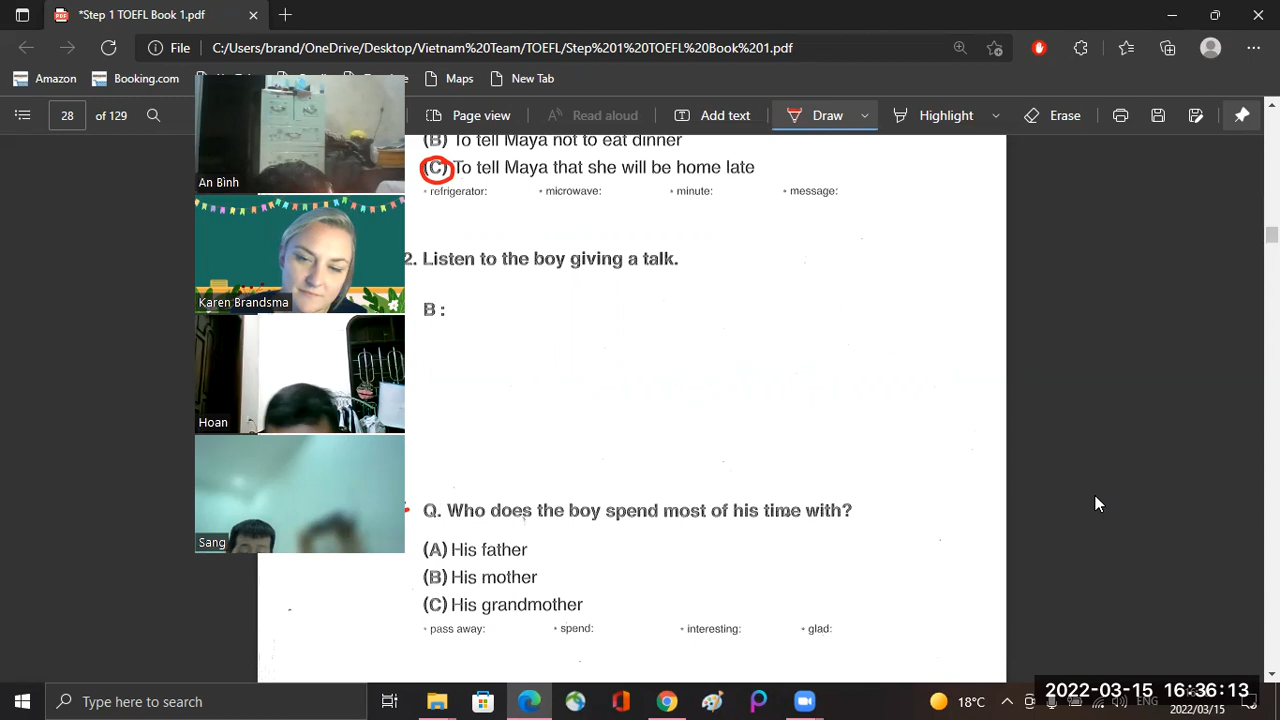 *Step 1 TOEFL Book 1.pdf
File C:/Users/brand/OneDrive/Desktop/Vietnam%20Team/TOEFL/Step%201%20TOEFL%20Book%201.pdf
Amazon Booking.com Maps New Tab
28 of 129 Page view Read aloud Add text Draw Highlight Erase
(B) To tell Maya not to eat dinner
(C) To tell Maya that she will be home late
* refrigerator: * microwave: * minute: * message:
2. Listen to the boy giving a talk.
B :
Q. Who does the boy spend most of his time with?
(A) His father
(B) His mother
(C) His grandmother
* pass away: * spend: * interesting: * glad:
An Bình
Karen Brandsma
Hoan
Sang
Type here to search
18°C
ENG
2022-03-15 16:36:13
2022/03/15